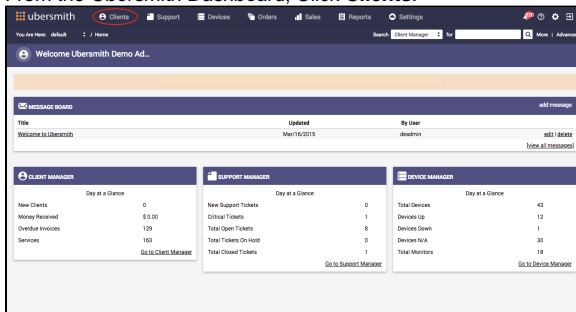 From the Ubersmith Dashboard, Click Clients.
ubersmith Clients Support Devices Orders Sales Reports Settings
You Are Here: default / Home Search Client Manager for More | Advance
Welcome Ubersmith Demo Ad...
MESSAGE BOARD add message
Title Updated By User
Welcome to Ubersmith Mar/16/2015 deadmin edit | delete
[view all messages]
CLIENT MANAGER SUPPORT MANAGER DEVICE MANAGER
Day at a Glance Day at a Glance Day at a Glance
New Clients 0 New Support Tickets 0 Total Devices 43
Money Received $ 0.00 Critical Tickets 1 Devices Up 12
Overdue Invoices 129 Total Open Tickets 8 Devices Down 1
Services 163 Total Tickets On Hold 0 Devices N/A 30
Go to Client Manager Total Closed Tickets 1 Total Monitors 18
Go to Support Manager Go to Device Manager